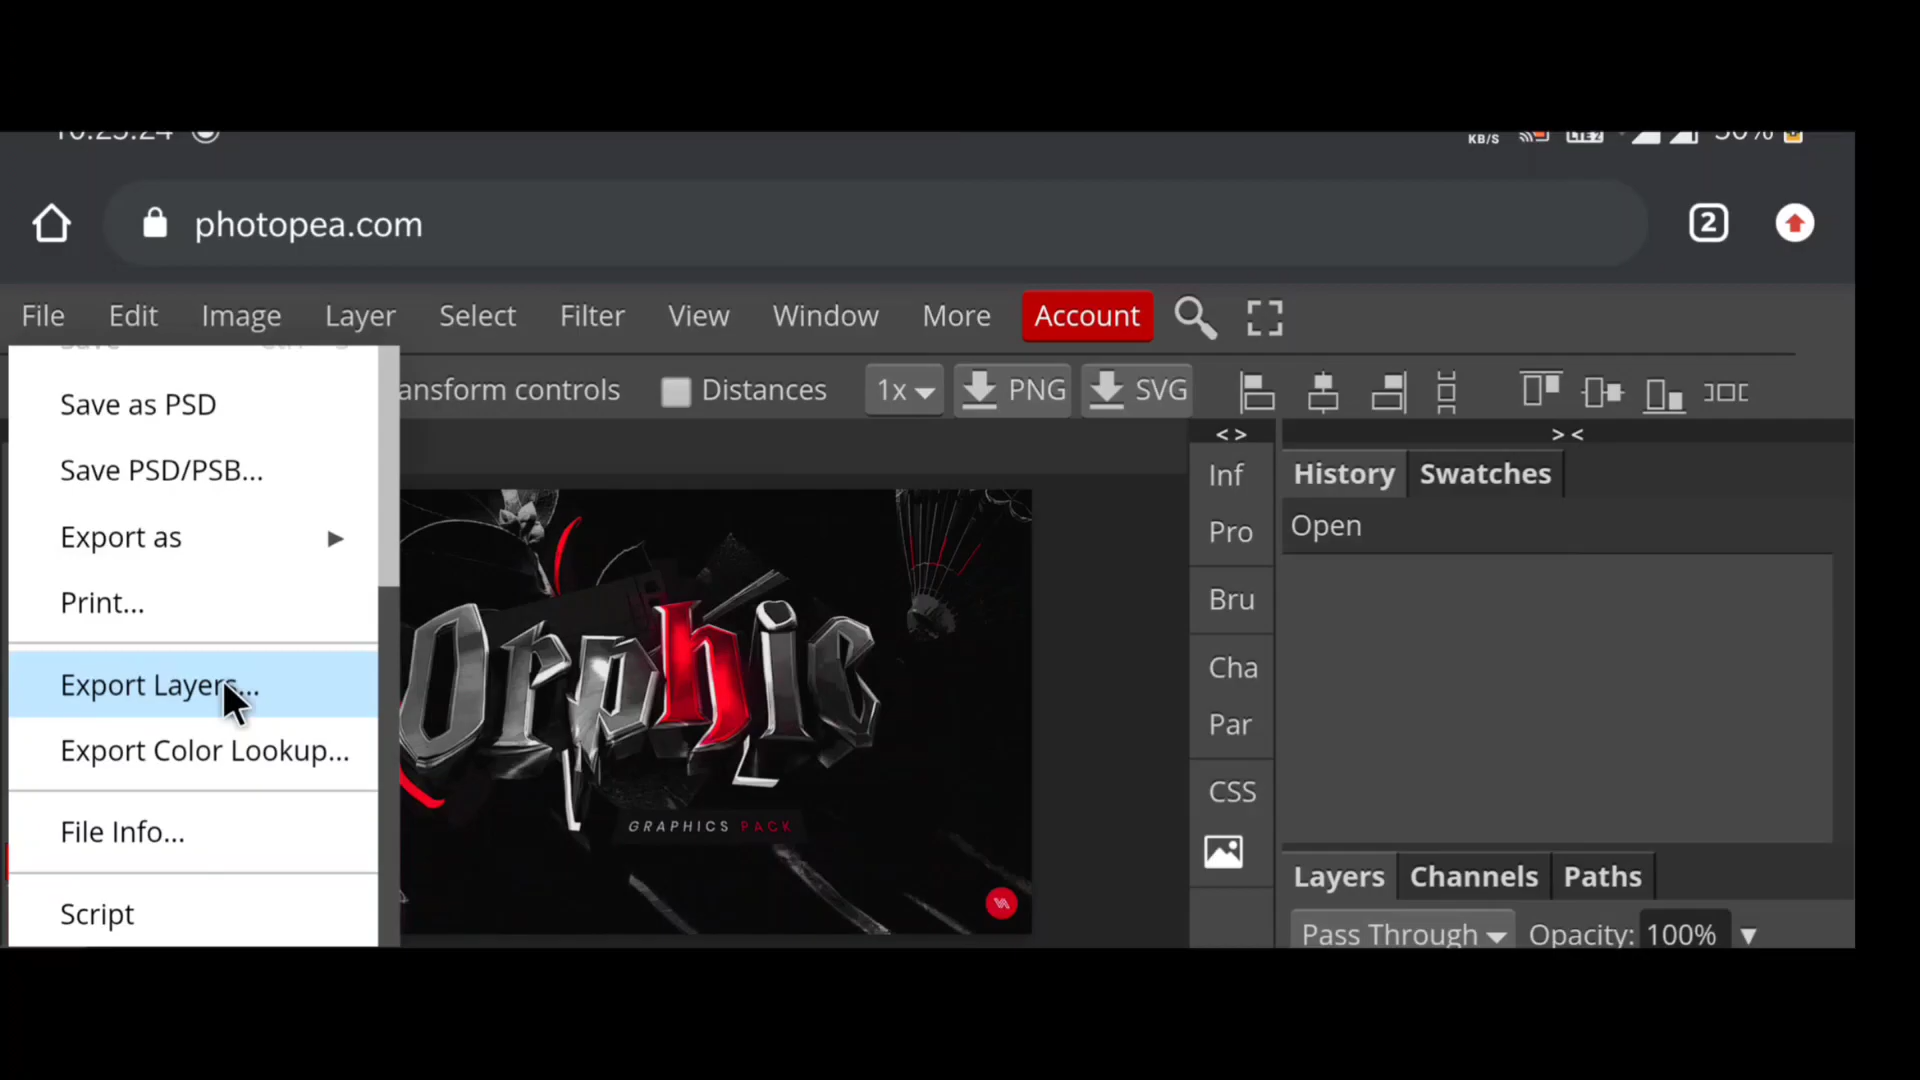 KB/S
photopea.com
2
File Edit Image Layer Select Filter View Window More Account
Save as PSD
Save PSD/PSB...
Export as
Print...
Export Layers...
Export Color Lookup...
File Info...
Script
ansform controls Distances 1x PNG SVG
< >
> <
Inf
Pro
Bru
Cha
Par
CSS
History Swatches
Open
Orphic
GRAPHICS PACK
Layers Channels Paths
Pass Through Opacity: 100%